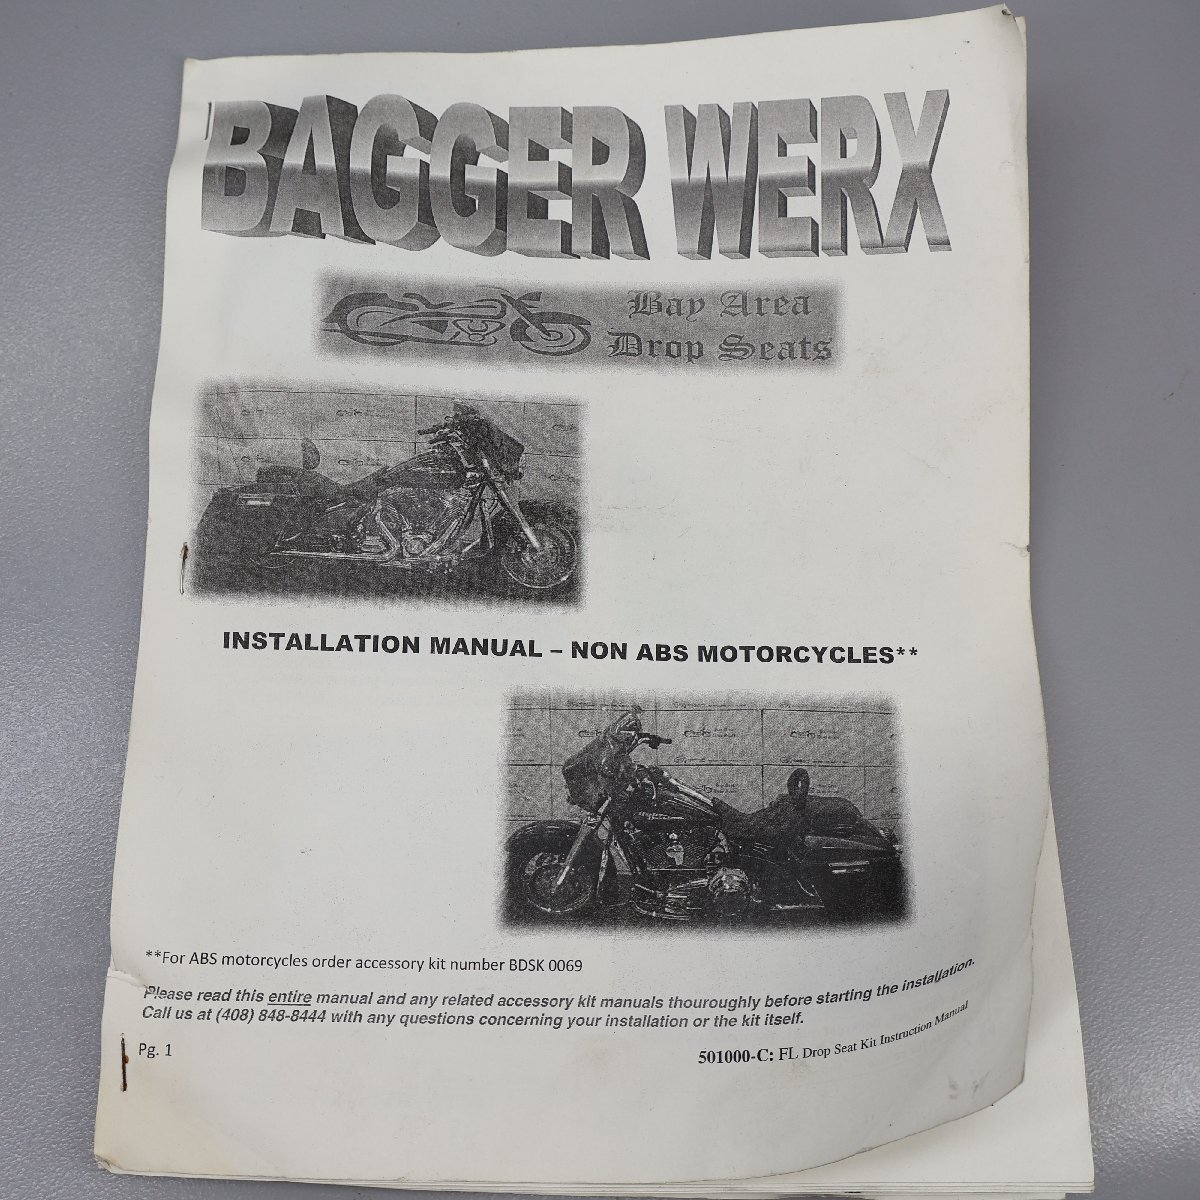 BAGGER WERX
Bay Area
Drop Seats
INSTALLATION MANUAL – NON ABS MOTORCYCLES**
**For ABS motorcycles order accessory kit number BDSK 0069
Please read this entire manual and any related accessory kit manuals thouroughly before starting the installation.
Call us at (408) 848-8444 with any questions concerning your installation or the kit itself.
Pg. 1
501000-C: FL Drop Seat Kit Instruction Manual